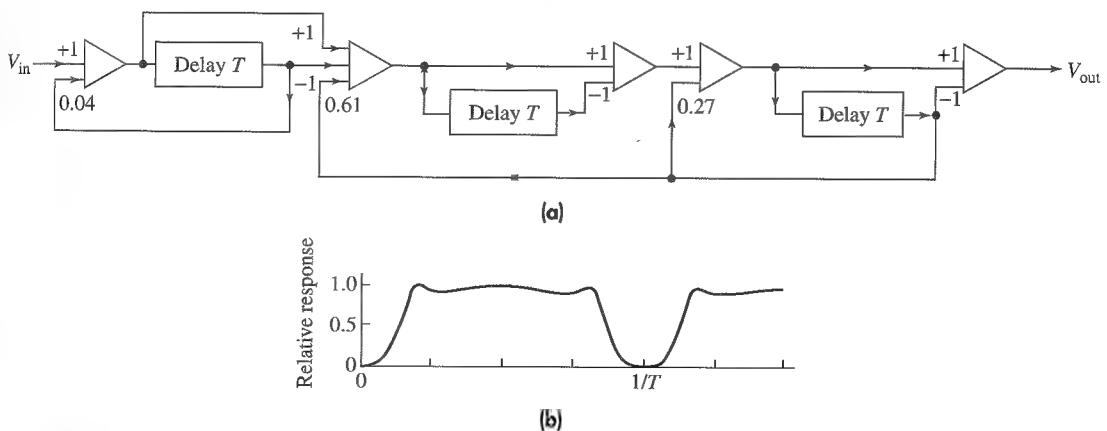 +1
V_in +1 Delay T −1 +1 +1 +1 V_out
0.04 0.61 Delay T −1 0.27 Delay T −1
(a)
Relative response
1.0
0.5
0
0 1/T
(b)